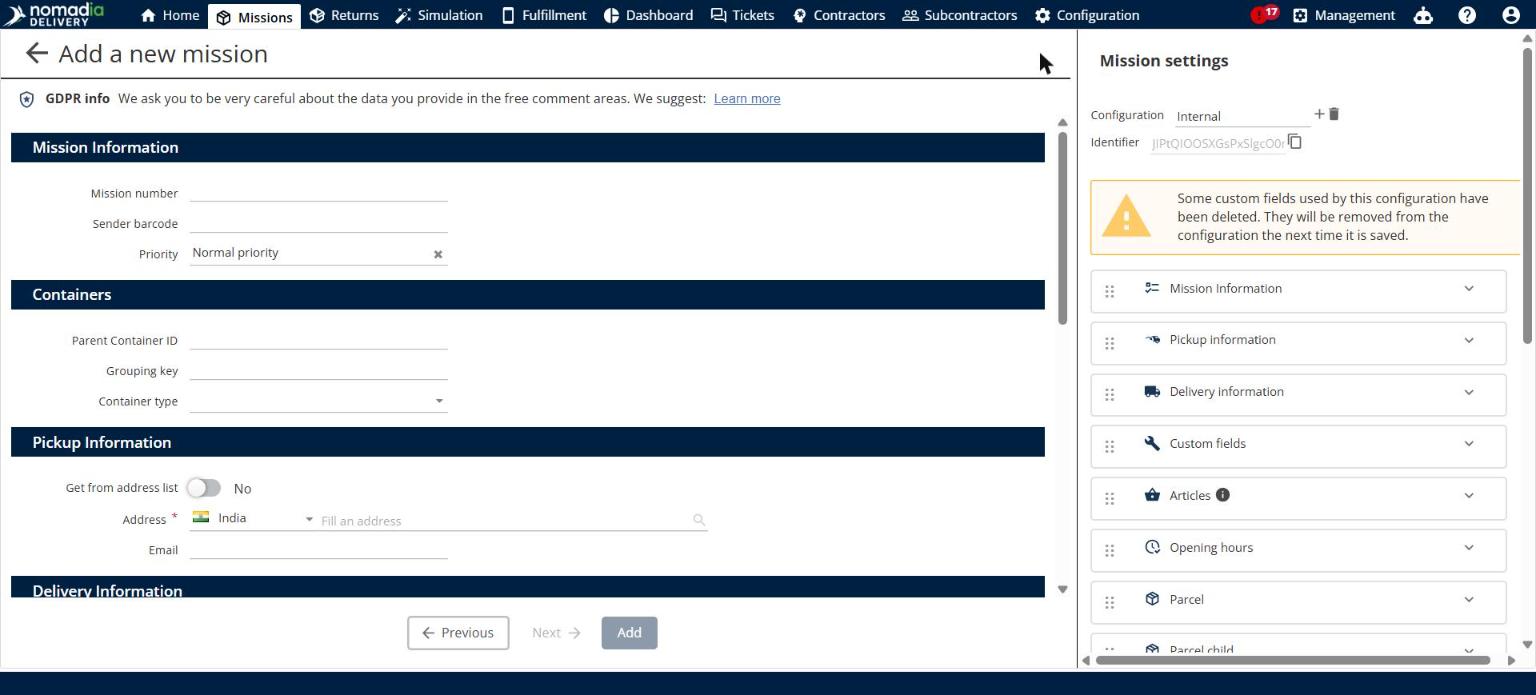 nomadia DELIVERY
Home Missions Returns Simulation Fulfillment Dashboard Tickets Contractors Subcontractors Configuration 17 Management
Add a new mission
GDPR info We ask you to be very careful about the data you provide in the free comment areas. We suggest: Learn more
Mission Information
Mission number
Sender barcode
Priority Normal priority
Containers
Parent Container ID
Grouping key
Container type
Pickup Information
Get from address list No
Address * India Fill an address
Email
Delivery Information
Previous Next Add
Mission settings
Configuration Internal
Identifier
Some custom fields used by this configuration have
been deleted. They will be removed from the
configuration the next time it is saved.
Mission Information
Pickup information
Delivery information
Custom fields
Articles
Opening hours
Parcel
Parcel child